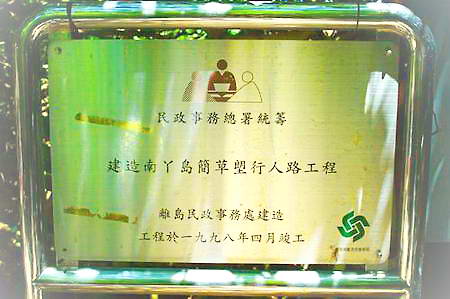 民政事務總署統籌
建造南丫島簡草塱行人路工程
離島民政事務處建造
工程於一九九八年四月竣工